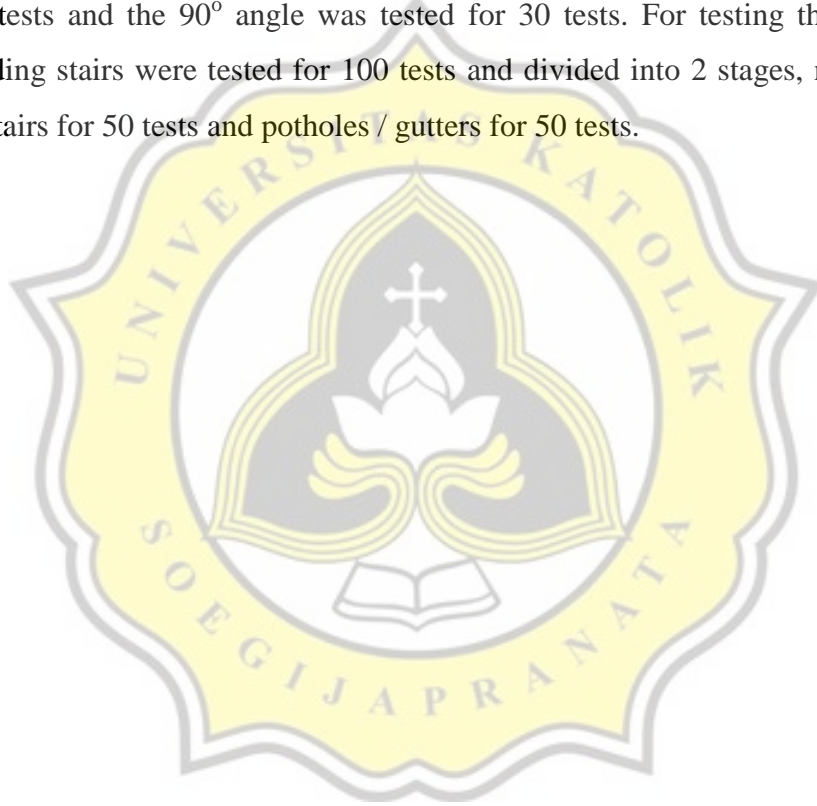 tests and the 90° angle was tested for 30 tests. For testing th
ding stairs were tested for 100 tests and divided into 2 stages,
tairs for 50 tests and potholes / gutters for 50 tests.
UNIVERSITAS KATOLIK
SOEGIJAPRANATA